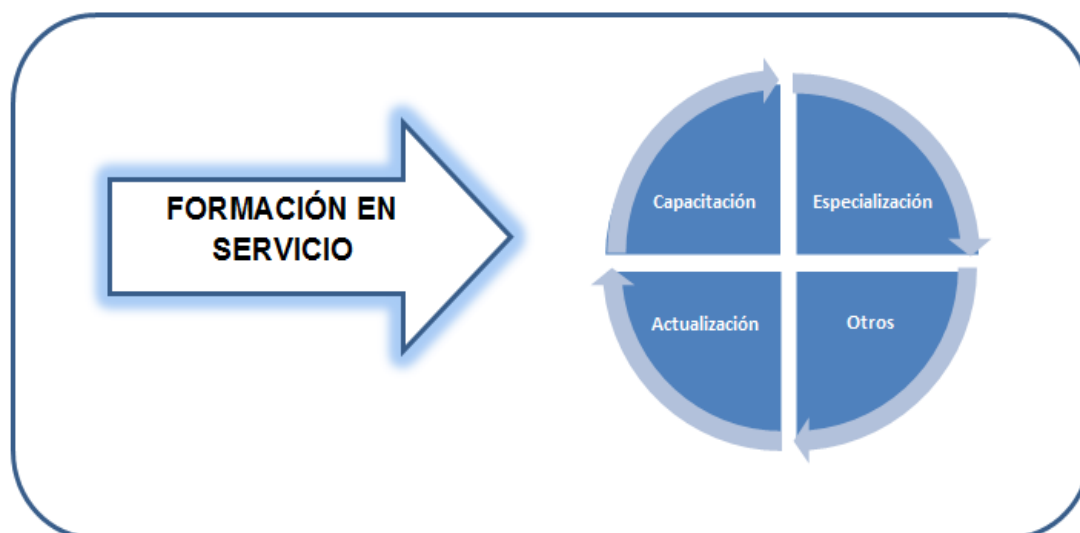 FORMACIÓN EN
SERVICIO
Capacitación
Especialización
Actualización
Otros